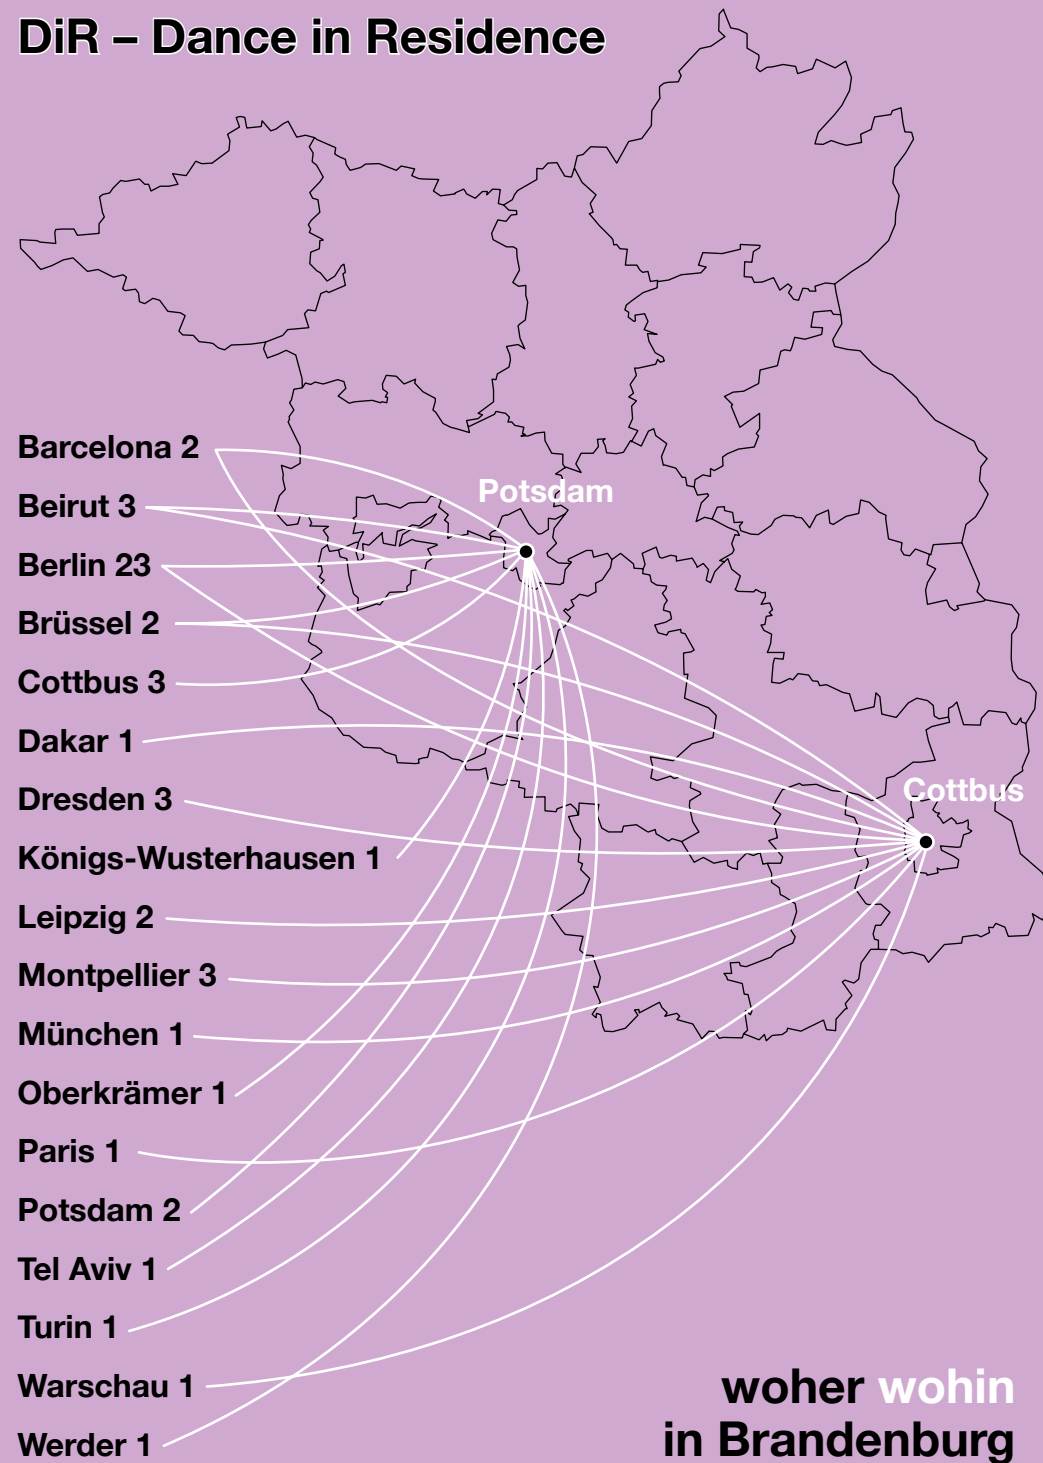 DiR – Dance in Residence
Potsdam
Barcelona 2
Beirut 3
Berlin 23
Brüssel 2
Cottbus 3
Dakar 1
Cottbus
Dresden 3
Königs-Wusterhausen 1
Leipzig 2
Montpellier 3
München 1
Oberkrämer 1
Paris 1
Potsdam 2
Tel Aviv 1
Turin 1
Warschau 1
Werder 1
woher wohin
in Brandenburg